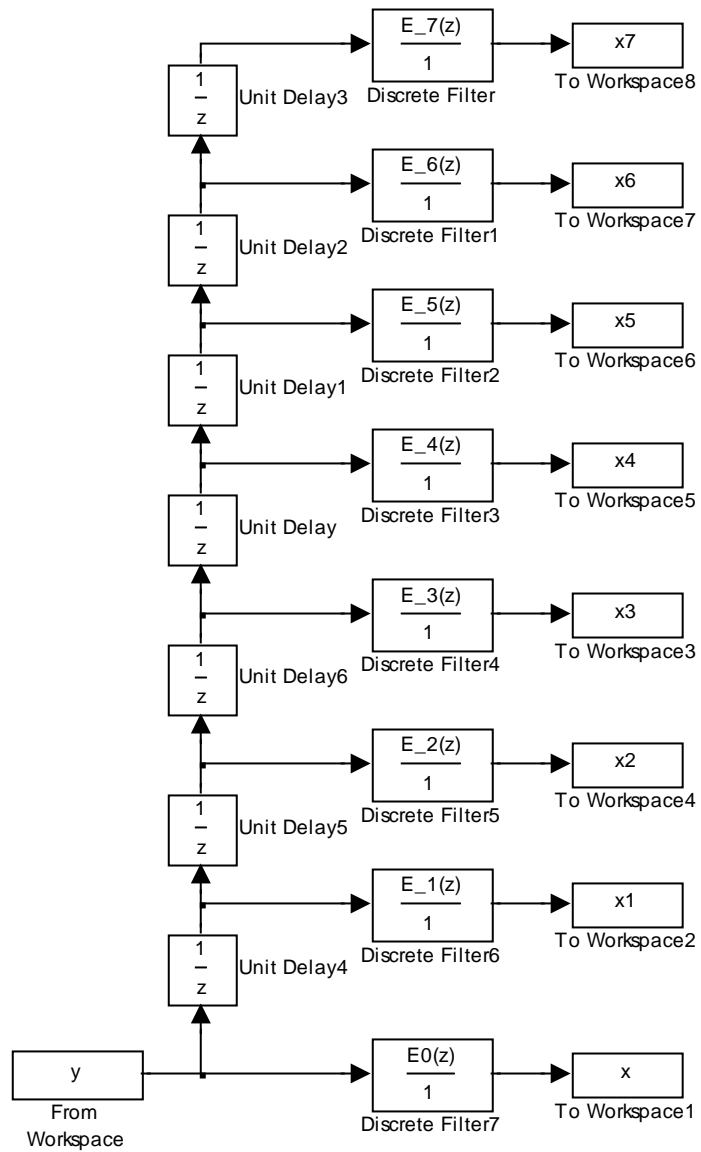 E_7(z)
1
Discrete Filter
x7
To Workspace8
1
z
Unit Delay3
E_6(z)
1
Discrete Filter1
x6
To Workspace7
1
z
Unit Delay2
E_5(z)
1
Discrete Filter2
x5
To Workspace6
1
z
Unit Delay1
E_4(z)
1
Discrete Filter3
x4
To Workspace5
1
z
Unit Delay
E_3(z)
1
Discrete Filter4
x3
To Workspace3
1
z
Unit Delay6
E_2(z)
1
Discrete Filter5
x2
To Workspace4
1
z
Unit Delay5
E_1(z)
1
Discrete Filter6
x1
To Workspace2
1
z
Unit Delay4
y
From
Workspace
E0(z)
1
Discrete Filter7
x
To Workspace1